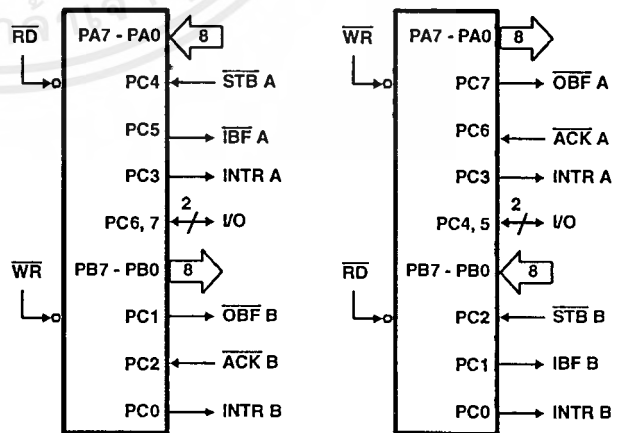 RD
PA7 - PA0
8
PC4
STB A
PC5
IBF A
PC3
INTR A
PC6, 7
2
I/O
WR
PB7 - PB0
8
PC1
OBF B
PC2
ACK B
PC0
INTR B
WR
PA7 - PA0
8
PC7
OBF A
PC6
ACK A
PC3
INTR A
PC4, 5
2
I/O
RD
PB7 - PB0
8
PC2
STB B
PC1
IBF B
PC0
INTR B